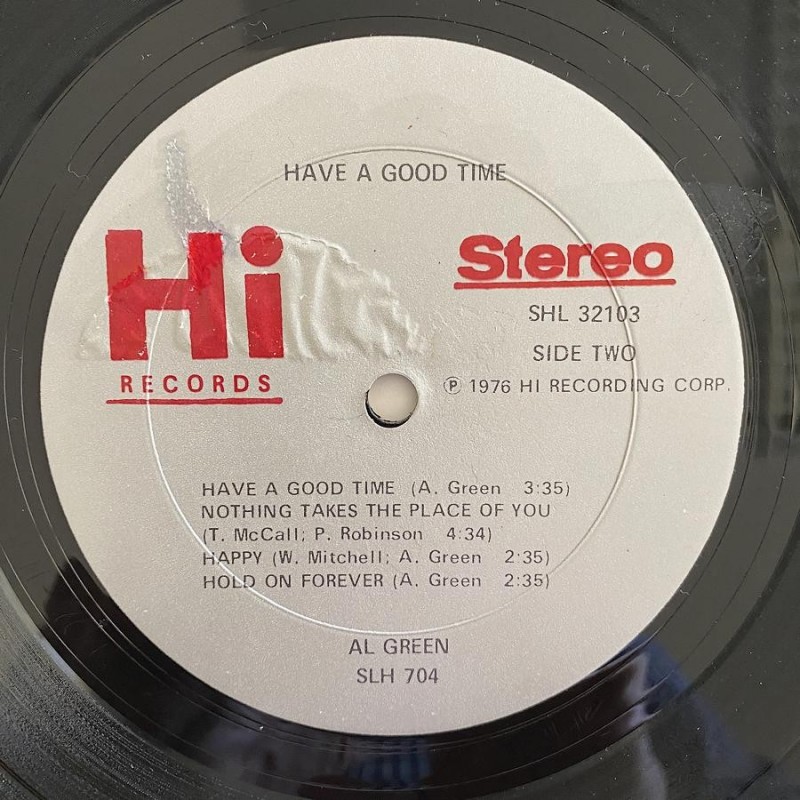 HAVE A GOOD TIME
Hi
RECORDS
Stereo
SHL 32103
SIDE TWO
Ⓟ 1976 HI RECORDING CORP.
HAVE A GOOD TIME (A. Green 3:35)
NOTHING TAKES THE PLACE OF YOU
(T. McCall; P. Robinson 4:34)
HAPPY (W. Mitchell; A. Green 2:35)
HOLD ON FOREVER (A. Green 2:35)
AL GREEN
SLH 704